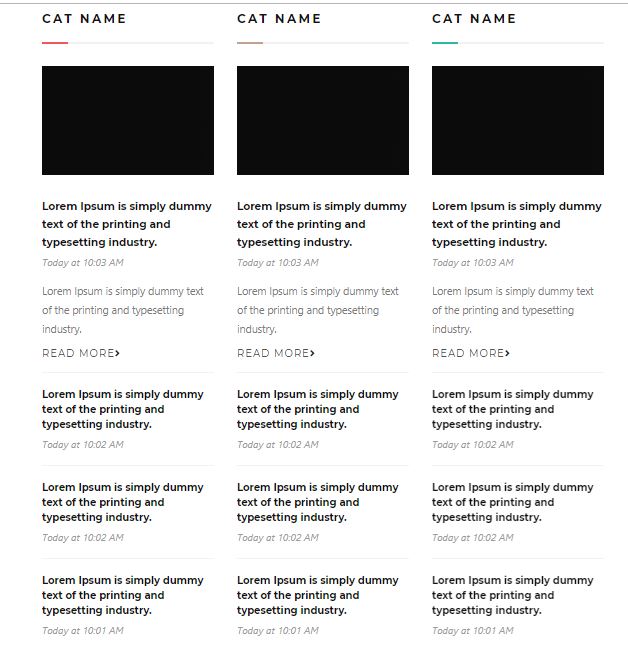 CAT NAME
Lorem Ipsum is simply dummy
text of the printing and
typesetting industry.
Today at 10:03 AM
Lorem Ipsum is simply dummy text
of the printing and typesetting
industry.
READ MORE
Lorem Ipsum is simply dummy
text of the printing and
typesetting industry.
Today at 10:02 AM
Lorem Ipsum is simply dummy
text of the printing and
typesetting industry.
Today at 10:02 AM
Lorem Ipsum is simply dummy
text of the printing and
typesetting industry.
Today at 10:01 AM
CAT NAME
Lorem Ipsum is simply dummy
text of the printing and
typesetting industry.
Today at 10:03 AM
Lorem Ipsum is simply dummy text
of the printing and typesetting
industry.
READ MORE
Lorem Ipsum is simply dummy
text of the printing and
typesetting industry.
Today at 10:02 AM
Lorem Ipsum is simply dummy
text of the printing and
typesetting industry.
Today at 10:02 AM
Lorem Ipsum is simply dummy
text of the printing and
typesetting industry.
Today at 10:01 AM
CAT NAME
Lorem Ipsum is simply dummy
text of the printing and
typesetting industry.
Today at 10:03 AM
Lorem Ipsum is simply dummy text
of the printing and typesetting
industry.
READ MORE
Lorem Ipsum is simply dummy
text of the printing and
typesetting industry.
Today at 10:02 AM
Lorem Ipsum is simply dummy
text of the printing and
typesetting industry.
Today at 10:02 AM
Lorem Ipsum is simply dummy
text of the printing and
typesetting industry.
Today at 10:01 AM